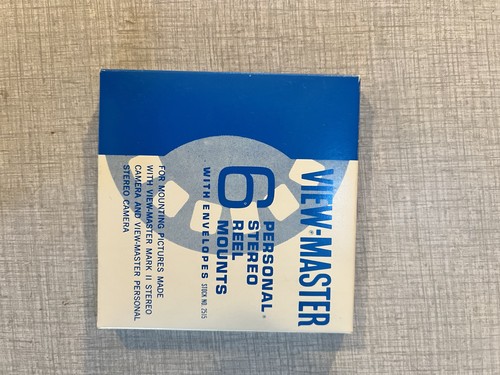 VIEW-MASTER
6 PERSONAL®
STEREO
REEL
MOUNTS
WITH ENVELOPES STOCK NO. 2515
FOR MOUNTING PICTURES MADE
WITH VIEW-MASTER MARK II STEREO
CAMERA AND VIEW-MASTER PERSONAL
STEREO CAMERA